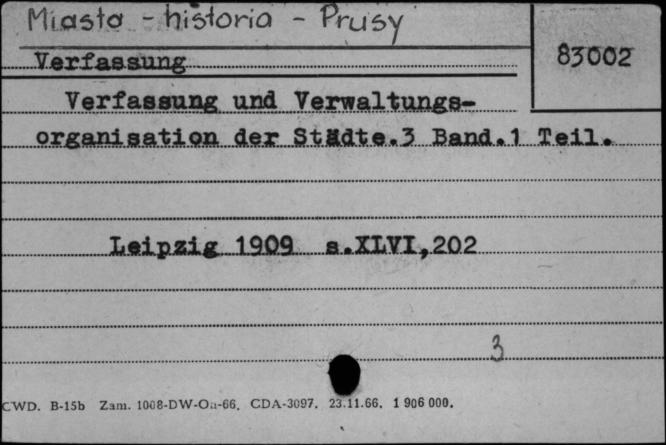 Miasta - historia - Prusy
83002
Verfassung
Verfassung und Verwaltungs-
organisation der Städte.3 Band.1 Teil.
Leipzig 1909 s.XLVI,202
3
CWD. B-15b Zam. 1008-DW-On-66. CDA-3097. 23.11.66. 1 906 000.